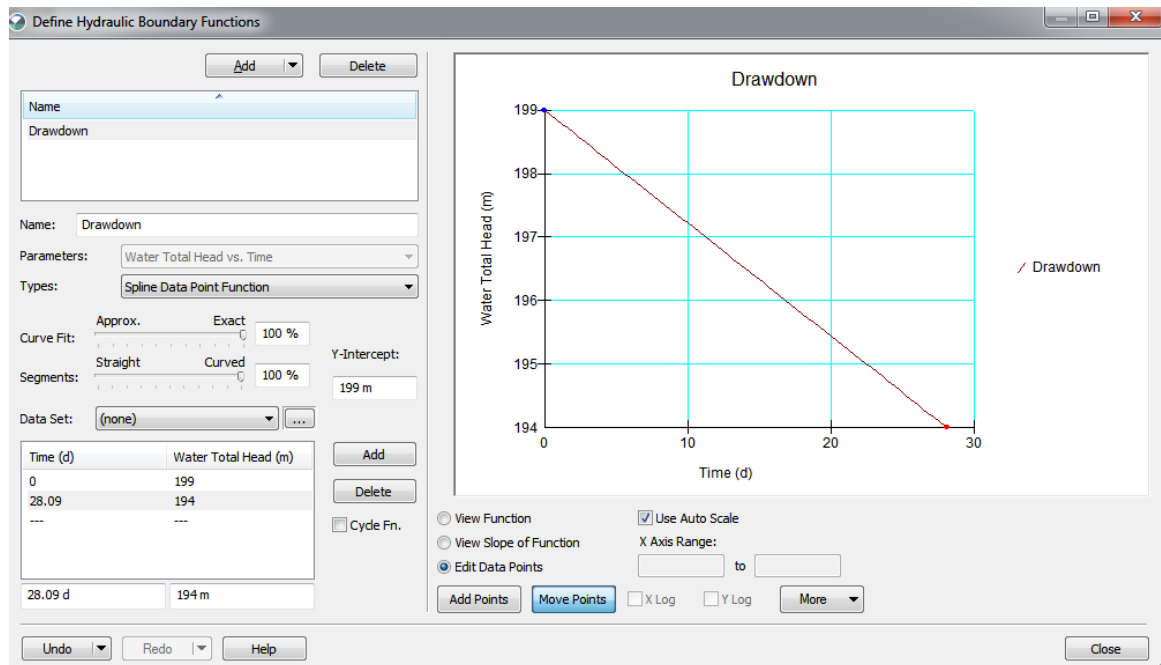 Define Hydraulic Boundary Functions
Add
Delete
Name
Drawdown
Name: Drawdown
Parameters: Water Total Head vs. Time
Types: Spline Data Point Function
Approx. Exact
Curve Fit: 100 %
Straight Curved
Segments: 100 %
Y-Intercept:
199 m
Data Set: (none) ...
Time (d) Water Total Head (m)
0 199
28.09 194
--- ---
Add
Delete
Cycle Fn.
28.09 d 194 m
Drawdown
Water Total Head (m)
199
198
197
196
195
194
0 10 20 30
Time (d)
Drawdown
View Function
View Slope of Function
Edit Data Points
Use Auto Scale
X Axis Range:
to
Add Points Move Points X Log Y Log More
Undo Redo Help Close